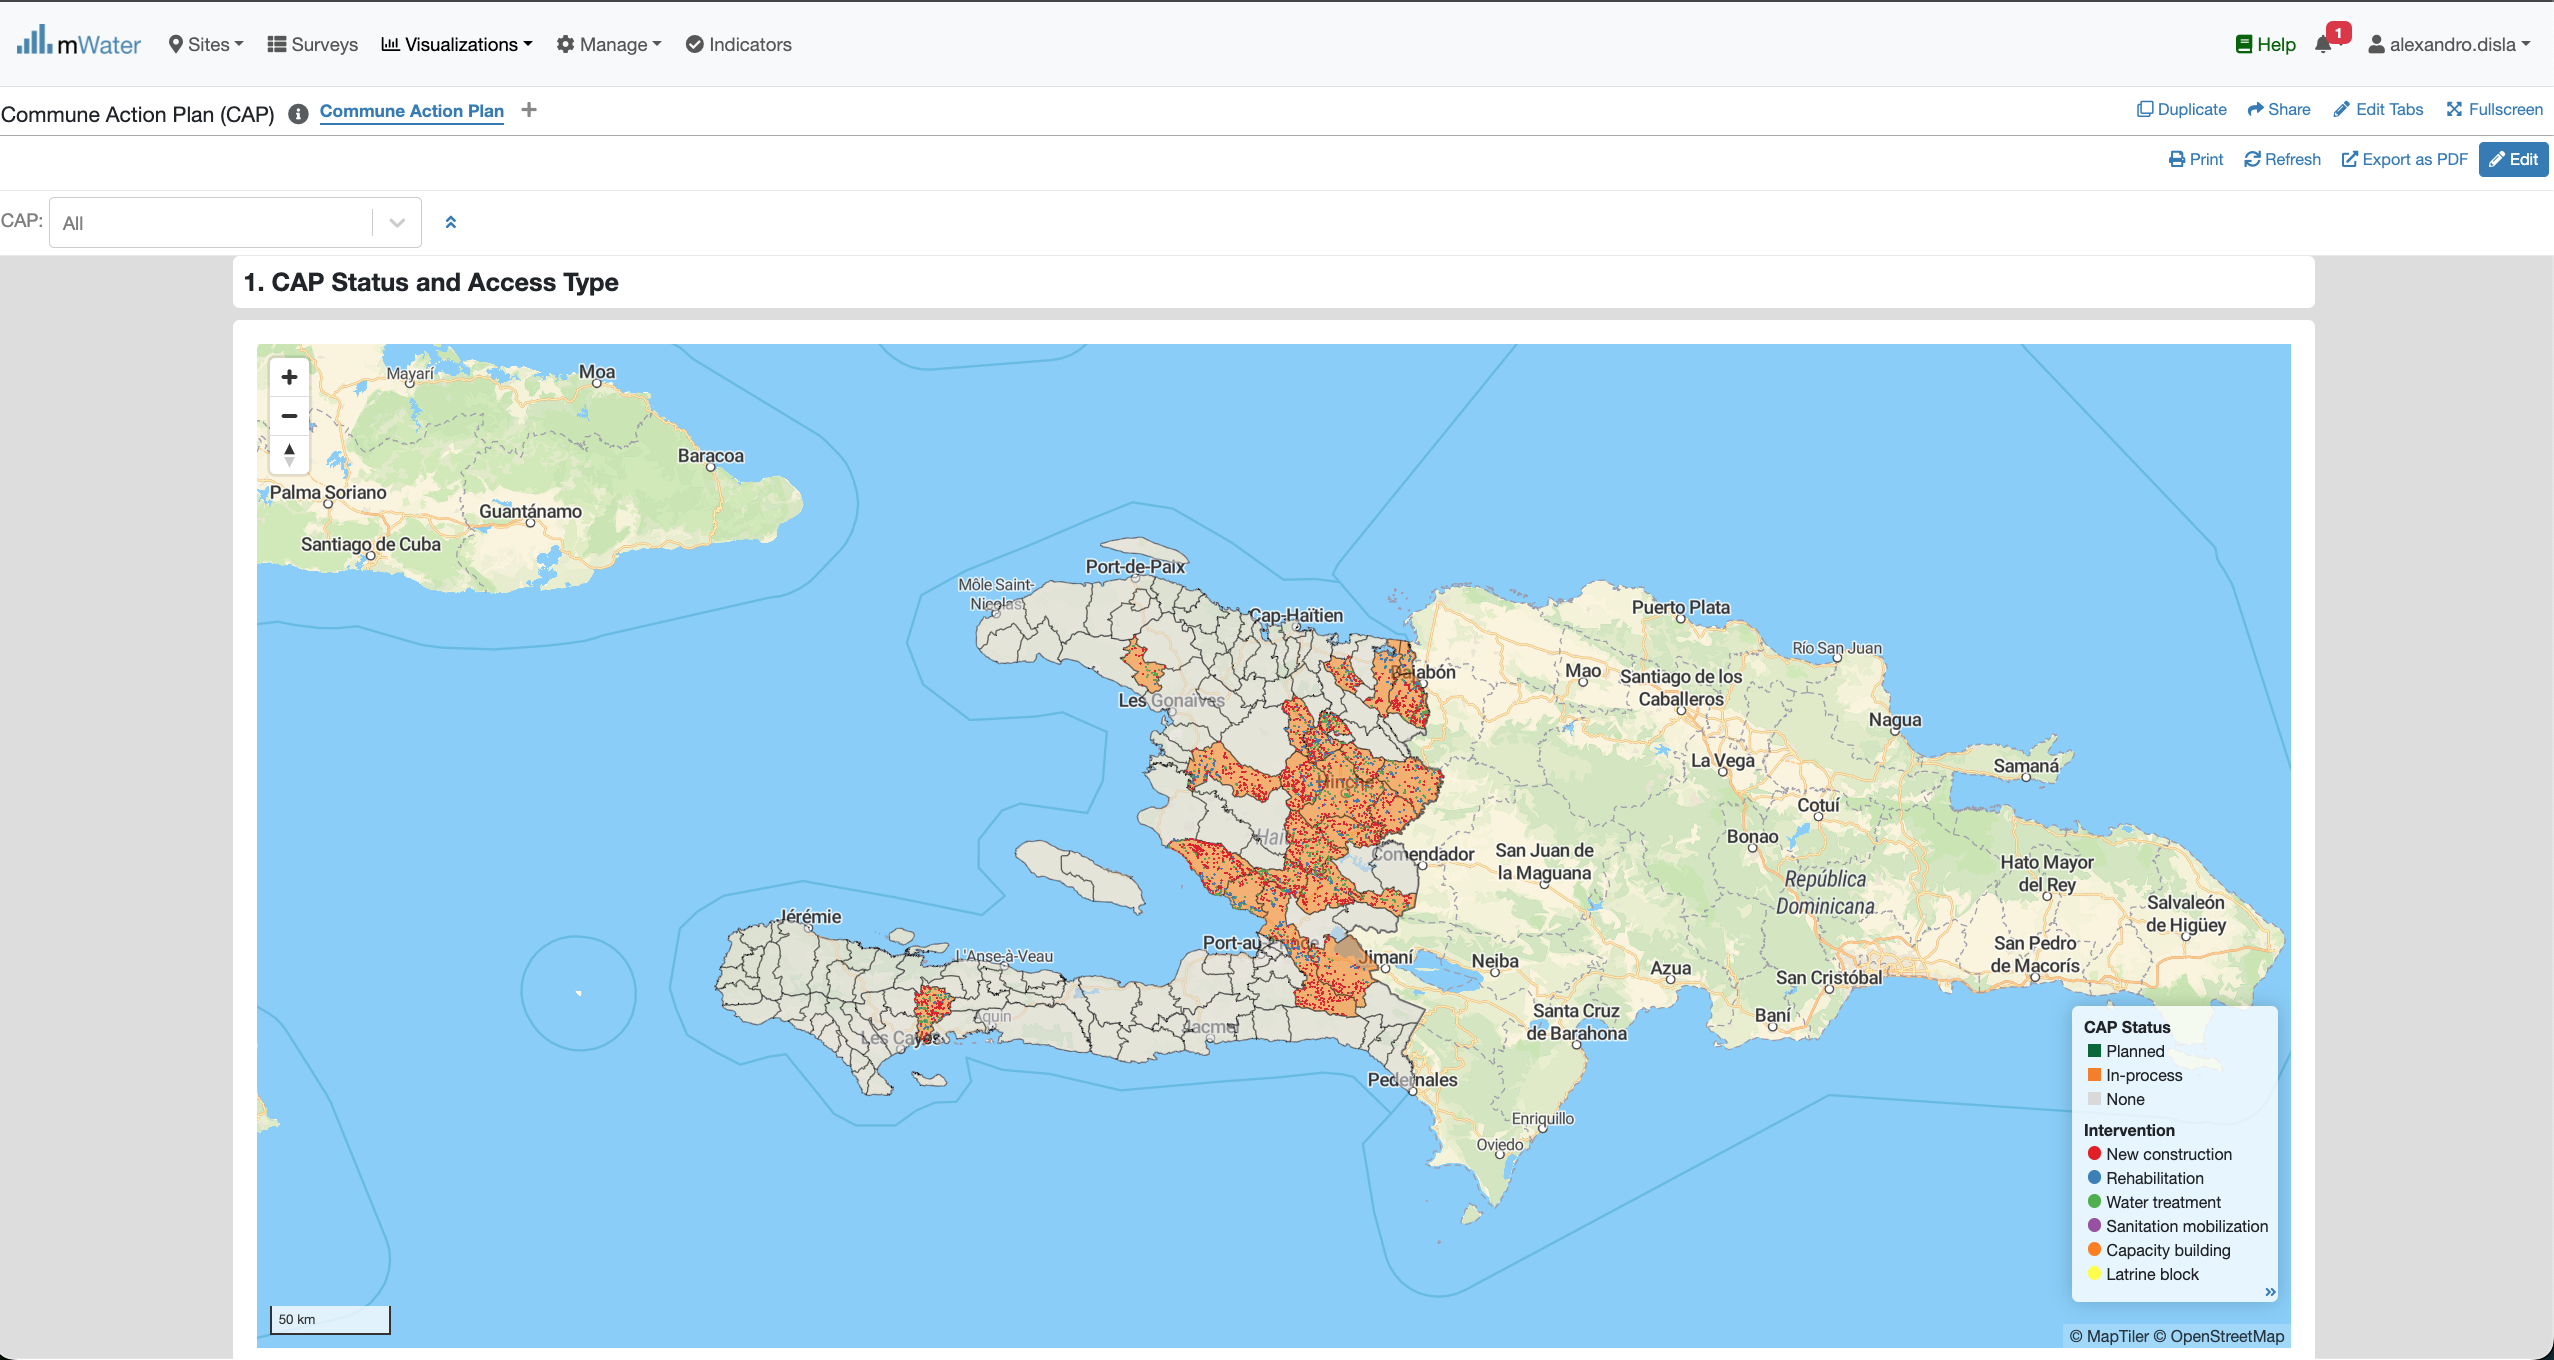 mWater Sites Surveys Visualizations Manage Indicators Help 1 alexandro.disla
Commune Action Plan (CAP) Commune Action Plan Duplicate Share Edit Tabs Fullscreen
Print Refresh Export as PDF Edit
CAP: All
1. CAP Status and Access Type
Mayarí
Moa
Baracoa
Palma Soriano
Guantánamo
Santiago de Cuba
Port-de-Paix
Môle Saint-
Nicolas
Cap-Haïtien
Puerto Plata
Río San Juan
Dajabón
Mao
Santiago de los
Caballeros
Les Gonaïves
Nagua
La Vega
Samaná
Hinche
Cotuí
Haïti
Bonao
Comendador
San Juan de
la Maguana
Hato Mayor
del Rey
República
Dominicana
Salvaleón
de Higüey
Jérémie
Port-au-Prince
L'Anse-à-Veau
Jimaní
Neiba
Azua
San Pedro
de Macorís
San Cristóbal
Aquin
Les Cayes
Jacmel
Santa Cruz
de Barahona
Baní
Pedernales
Enriquillo
Oviedo
CAP Status
Planned
In-process
None
Intervention
New construction
Rehabilitation
Water treatment
Sanitation mobilization
Capacity building
Latrine block
50 km
© MapTiler © OpenStreetMap